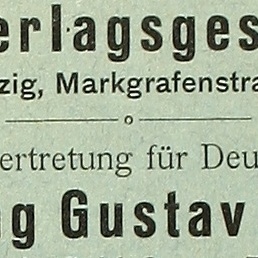 erlagsges
zig, Markgrafenstra
ertretung für Deu
g Gustav